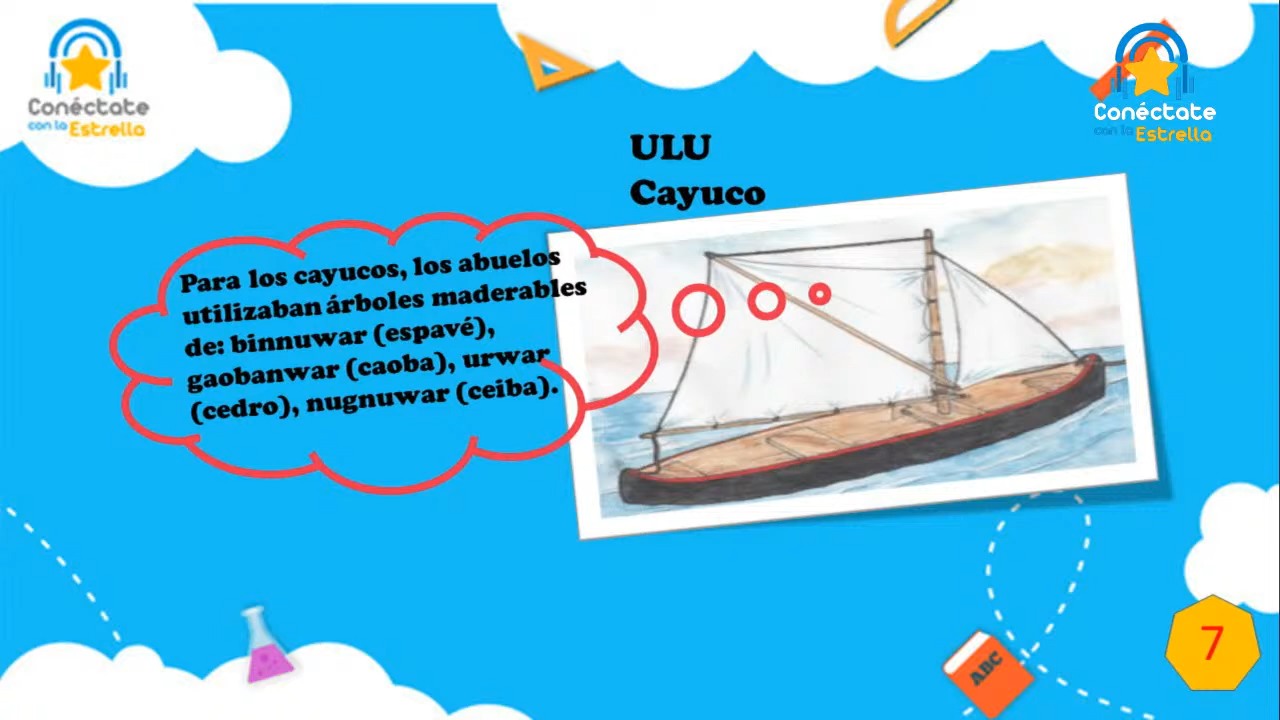 Conéctate
con la Estrella
Conéctate
con la Estrella
ULU
Cayuco
Para los cayucos, los abuelos
utilizaban árboles maderables
de: binnuwar (espavé),
gaobanwar (caoba), urwar
(cedro), nugnuwar (ceiba).
ABC
7